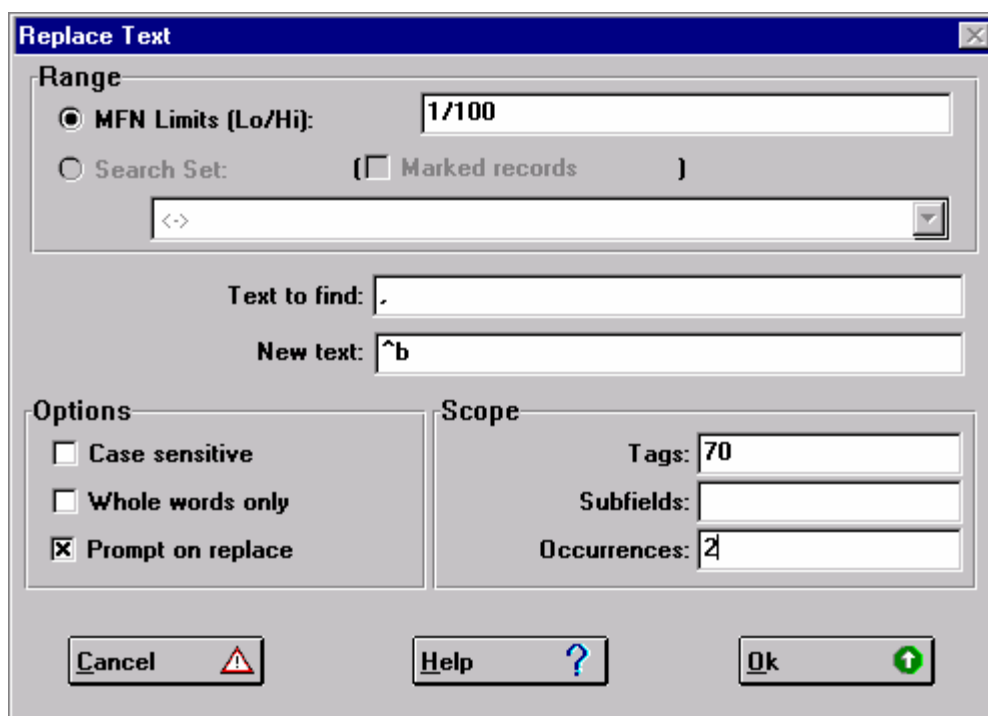 Replace Text
Range
MFN Limits (Lo/Hi): 1/100
Search Set: ( Marked records )
<->
Text to find: ,
New text: ^b
Options
Scope
Case sensitive
Tags: 70
Whole words only
Subfields:
Prompt on replace
Occurrences: 2
Cancel
Help ?
Ok